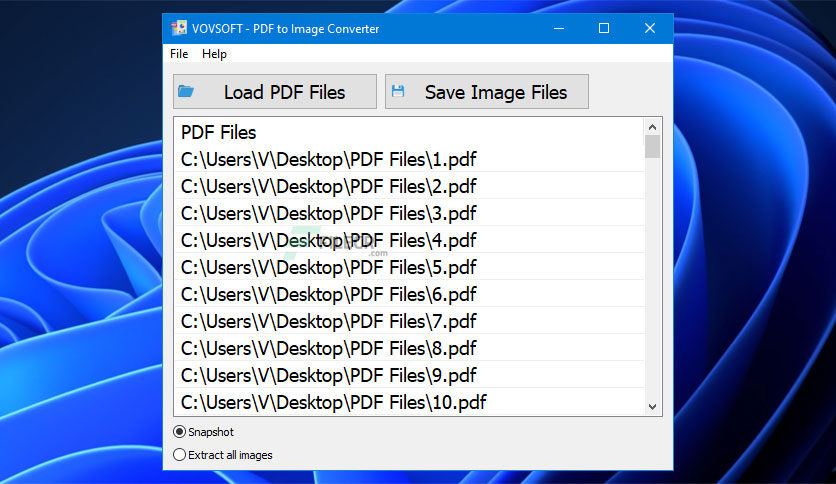 VOVSOFT - PDF to Image Converter
File Help
Load PDF Files Save Image Files
PDF Files
C:\Users\V\Desktop\PDF Files\1.pdf
C:\Users\V\Desktop\PDF Files\2.pdf
C:\Users\V\Desktop\PDF Files\3.pdf
C:\Users\V\Desktop\PDF Files\4.pdf
FILECR
.com
C:\Users\V\Desktop\PDF Files\5.pdf
C:\Users\V\Desktop\PDF Files\6.pdf
C:\Users\V\Desktop\PDF Files\7.pdf
C:\Users\V\Desktop\PDF Files\8.pdf
C:\Users\V\Desktop\PDF Files\9.pdf
C:\Users\V\Desktop\PDF Files\10.pdf
Snapshot
Extract all images